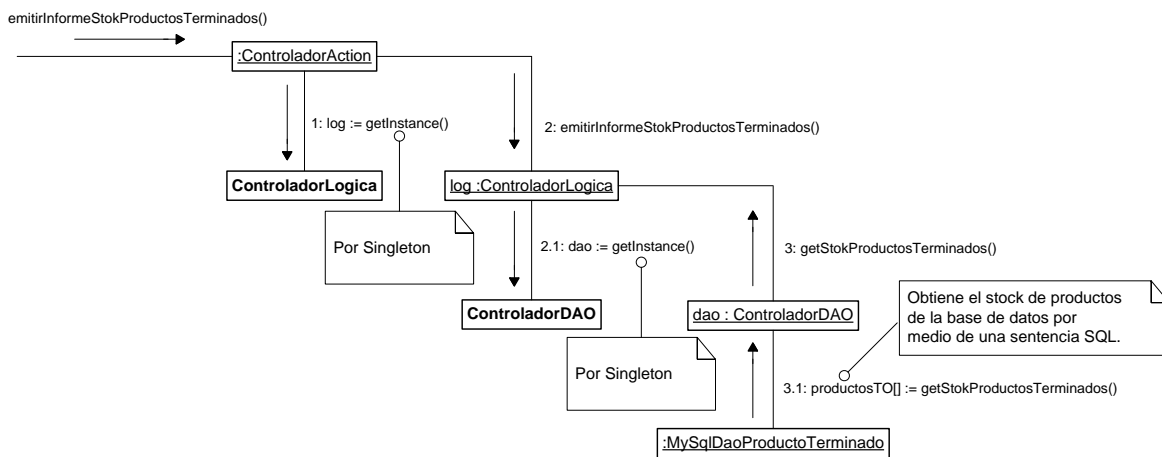 emitirInformeStokProductosTerminados()
:ControladorAction
1: log := getInstance()
2: emitirInformeStokProductosTerminados()
ControladorLogica
log :ControladorLogica
Por Singleton
2.1: dao := getInstance()
3: getStokProductosTerminados()
ControladorDAO
dao : ControladorDAO
Obtiene el stock de productos
de la base de datos por
medio de una sentencia SQL.
Por Singleton
3.1: productosTO[] := getStokProductosTerminados()
:MySqlDaoProductoTerminado